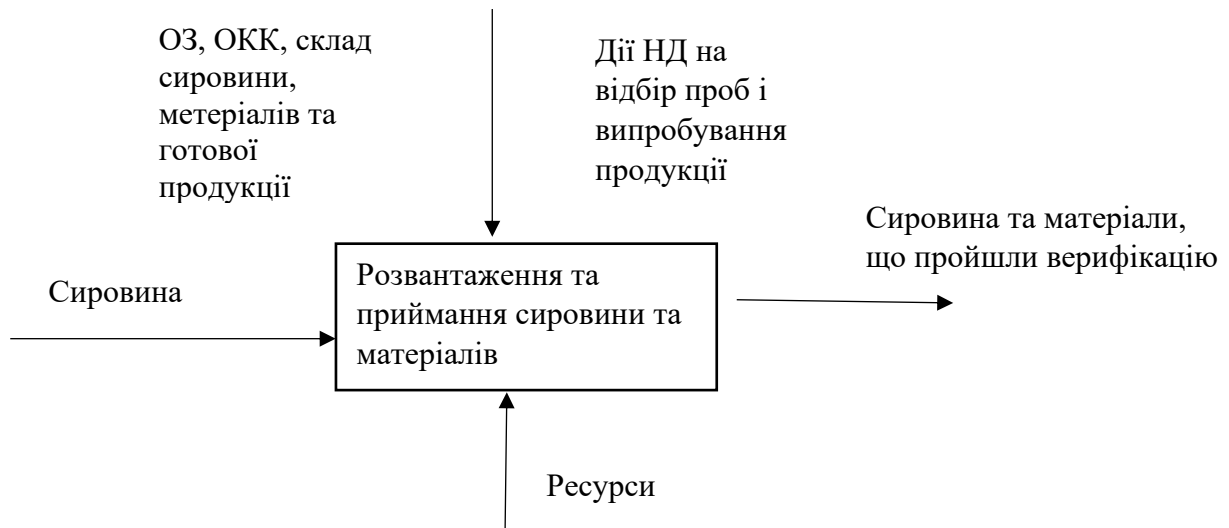 ОЗ, ОКК, склад
сировини,
метеріалів та
готової
продукції
Дії НД на
відбір проб і
випробування
продукції
Сировина та матеріали,
що пройшли верифікацію
Сировина
Розвантаження та
приймання сировини та
матеріалів
Ресурси